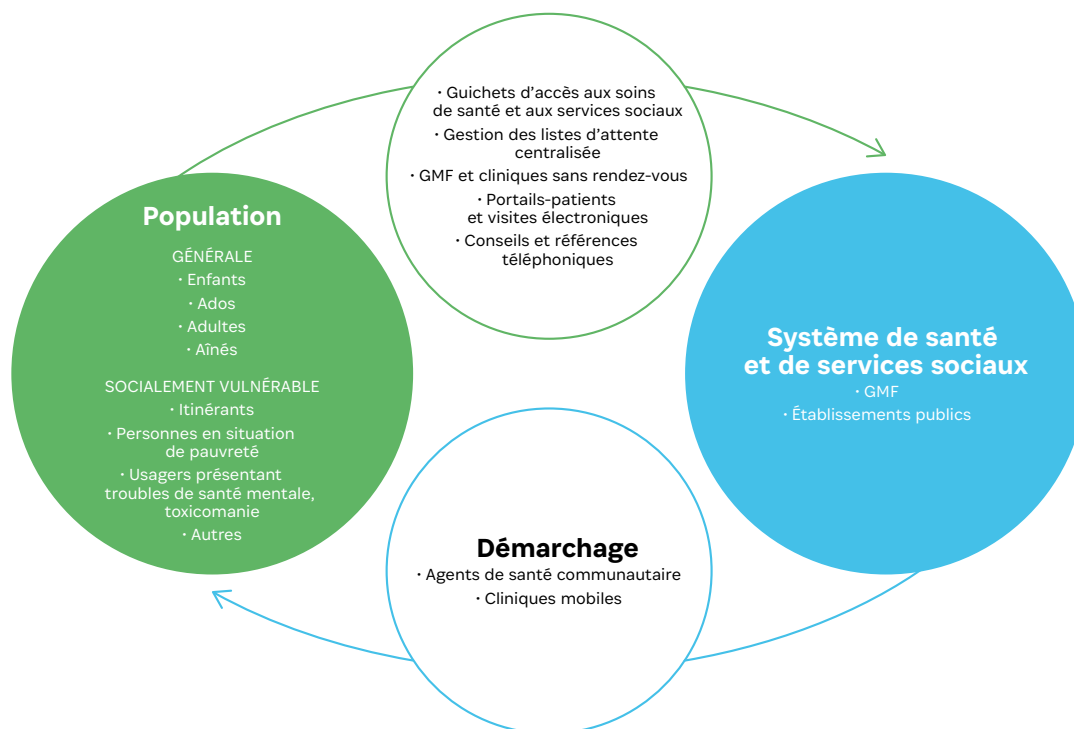 · Guichets d’accès aux soins
de santé et aux services sociaux
· Gestion des listes d’attente
centralisée
· GMF et cliniques sans rendez-vous
· Portails-patients
et visites électroniques
· Conseils et références
téléphoniques
Population
GÉNÉRALE
· Enfants
· Ados
· Adultes
· Aînés
SOCIALEMENT VULNÉRABLE
· Itinérants
· Personnes en situation
de pauvreté
· Usagers présentant
troubles de santé mentale,
toxicomanie
· Autres
Système de santé
et de services sociaux
· GMF
· Établissements publics
Démarchage
· Agents de santé communautaire
· Cliniques mobiles